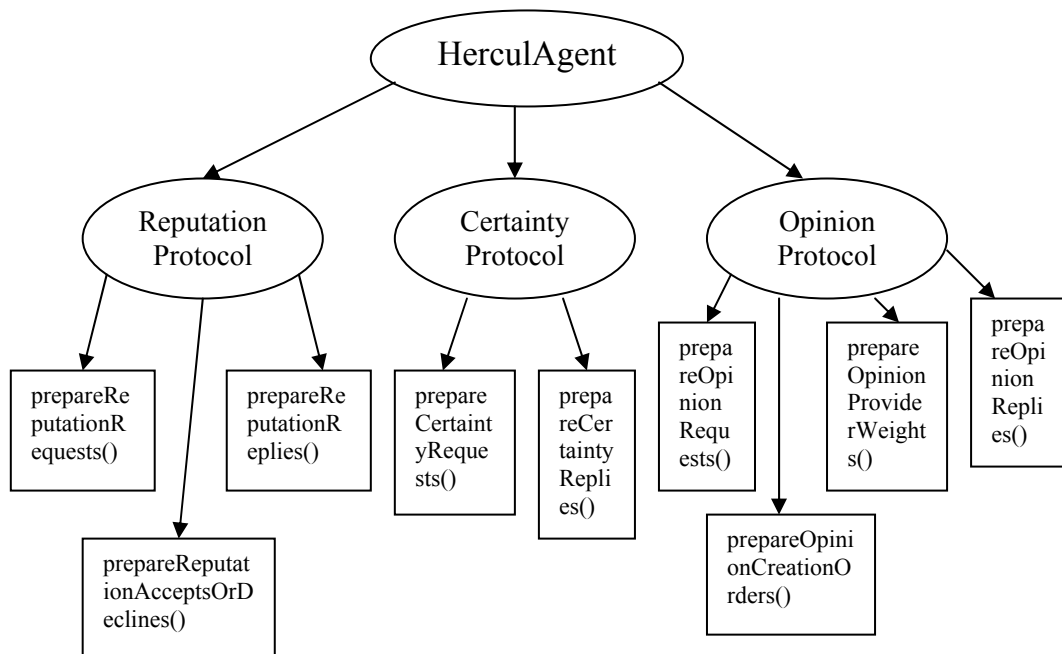 HerculAgent
Reputation
Protocol
Certainty
Protocol
Opinion
Protocol
prepareRe
putationR
equests()
prepareReputat
ionAcceptsOrD
eclines()
prepareRe
putationR
eplies()
prepare
Certaint
yReque
sts()
prepa
reCer
tainty
Repli
es()
prepa
reOpi
nion
Requ
ests()
prepareOpini
onCreationO
rders()
prepare
Opinion
Provide
rWeight
s()
prepa
reOpi
nion
Repli
es()